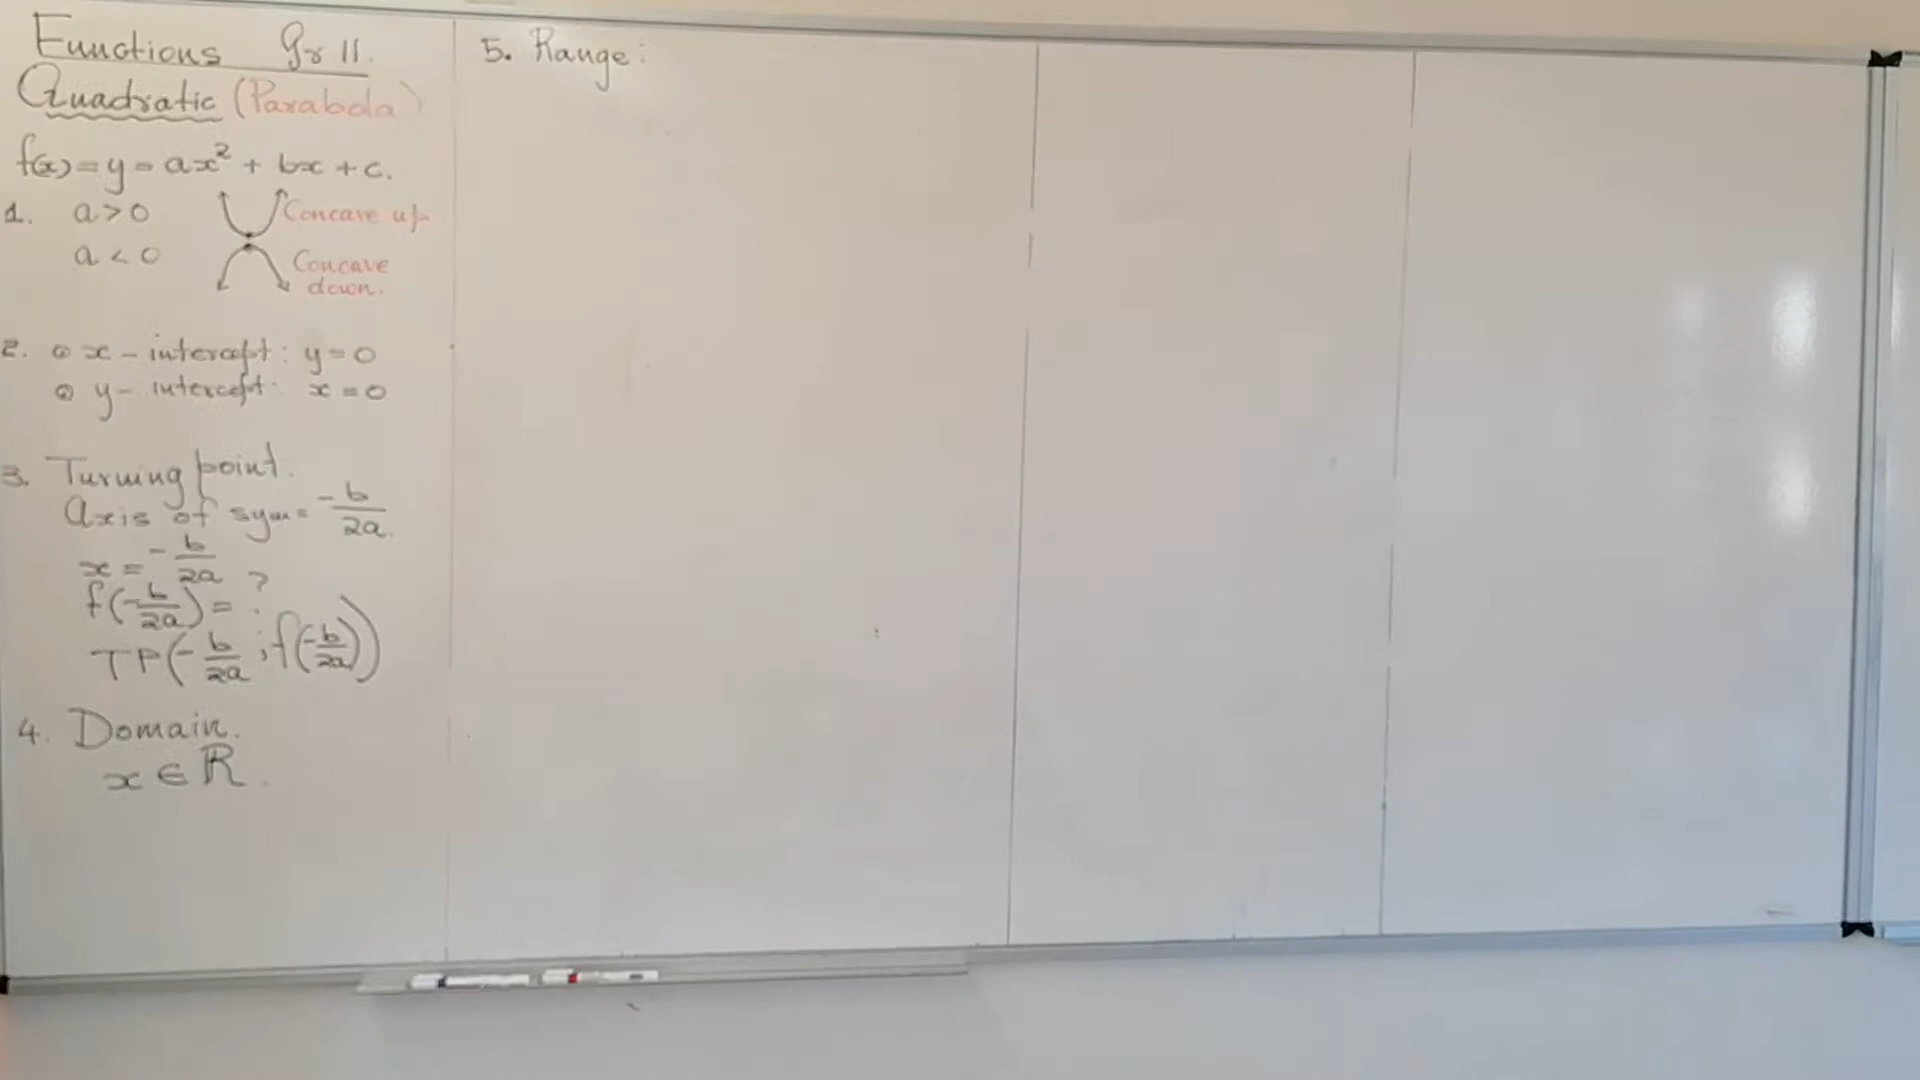 Functions Gr 11.
Quadratic (Parabola)
f(x) = y = ax² + bx + c.
1. a > 0 Concave up
a < 0 Concave down.
2. ⊙ x - intercept: y = 0
⊙ y - intercept: x = 0
3. Turning point.
Axis of sym = -b/2a.
x = -b/2a
f(-b/2a) = ?
TP(-b/2a ; f(-b/2a))
4. Domain.
x ∈ ℝ.
5. Range: